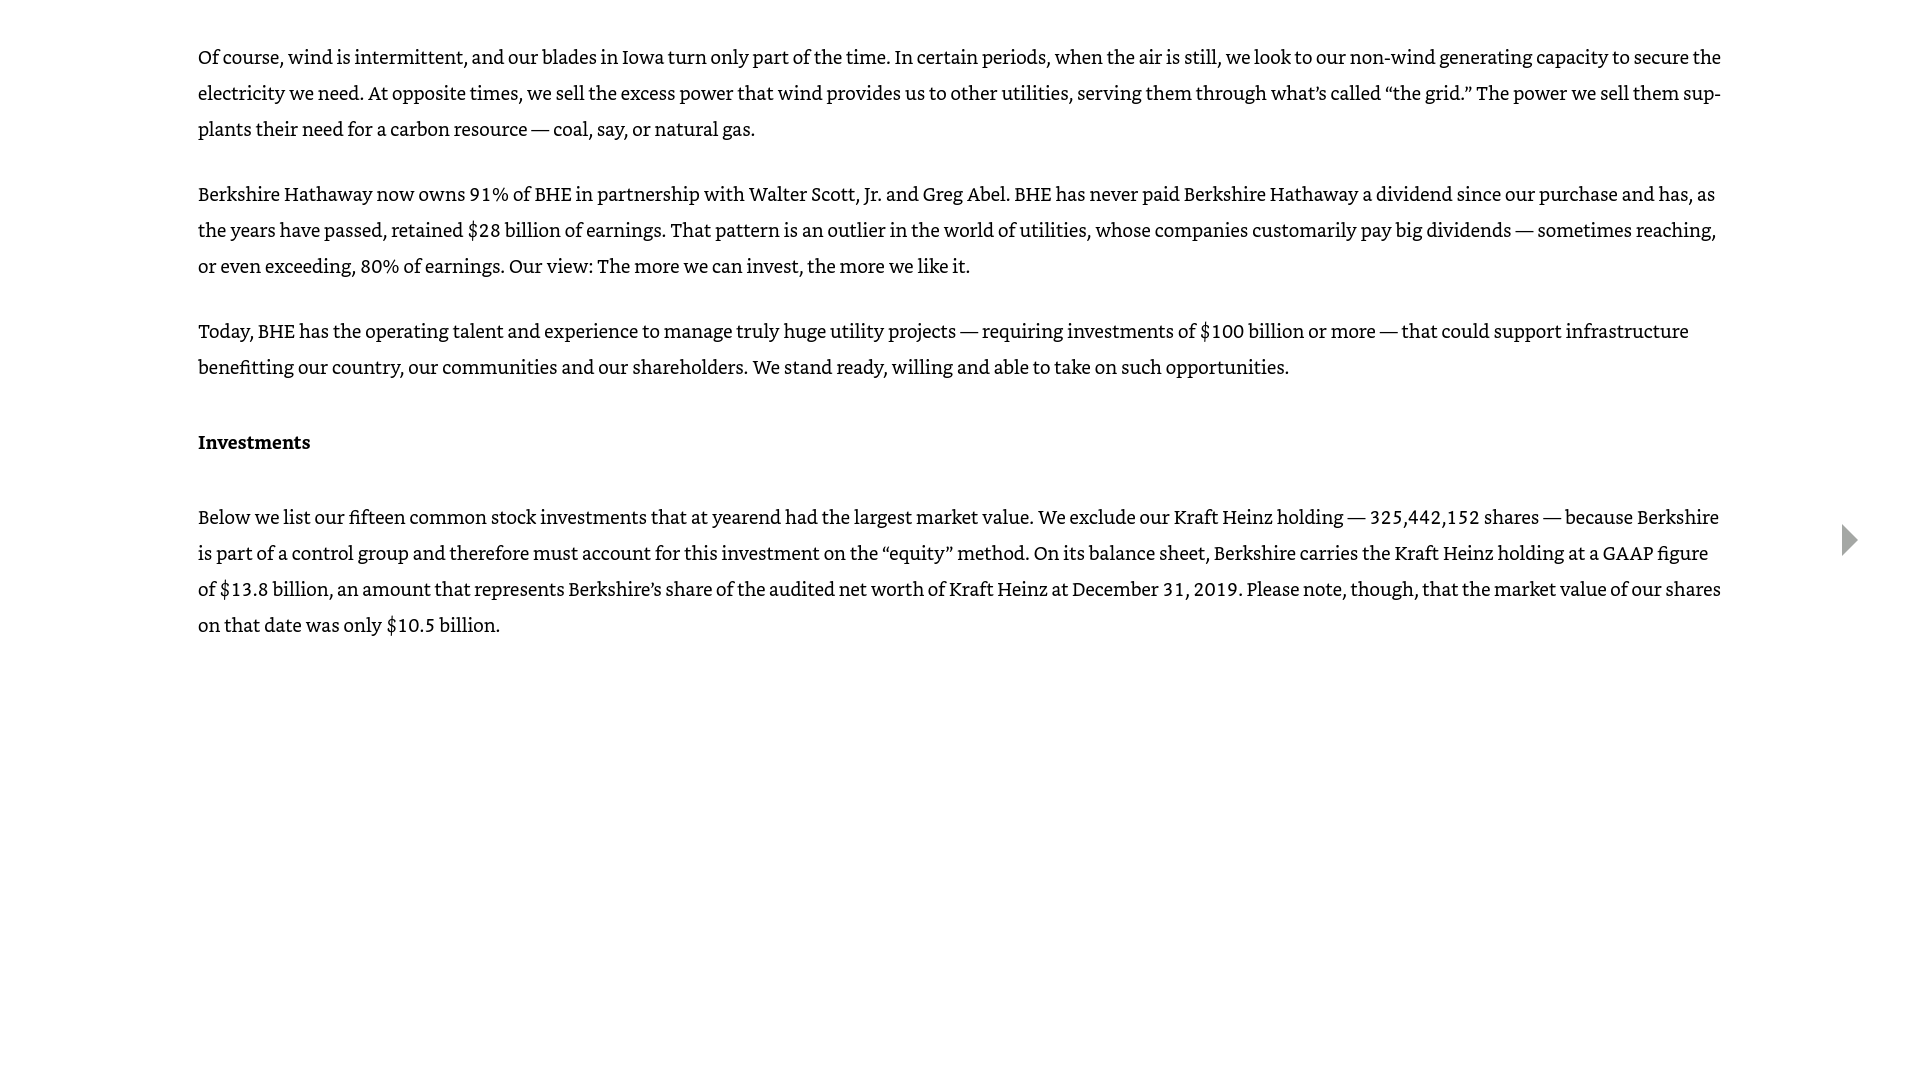 Of course, wind is intermittent, and our blades in Iowa turn only part of the time. In certain periods, when the air is still, we look to our non-wind generating capacity to secure the
electricity we need. At opposite times, we sell the excess power that wind provides us to other utilities, serving them through what’s called “the grid.” The power we sell them sup-
plants their need for a carbon resource — coal, say, or natural gas.
Berkshire Hathaway now owns 91% of BHE in partnership with Walter Scott, Jr. and Greg Abel. BHE has never paid Berkshire Hathaway a dividend since our purchase and has, as
the years have passed, retained $28 billion of earnings. That pattern is an outlier in the world of utilities, whose companies customarily pay big dividends — sometimes reaching,
or even exceeding, 80% of earnings. Our view: The more we can invest, the more we like it.
Today, BHE has the operating talent and experience to manage truly huge utility projects — requiring investments of $100 billion or more — that could support infrastructure
benefitting our country, our communities and our shareholders. We stand ready, willing and able to take on such opportunities.
Investments
Below we list our fifteen common stock investments that at yearend had the largest market value. We exclude our Kraft Heinz holding — 325,442,152 shares — because Berkshire
is part of a control group and therefore must account for this investment on the “equity” method. On its balance sheet, Berkshire carries the Kraft Heinz holding at a GAAP figure
of $13.8 billion, an amount that represents Berkshire’s share of the audited net worth of Kraft Heinz at December 31, 2019. Please note, though, that the market value of our shares
on that date was only $10.5 billion.